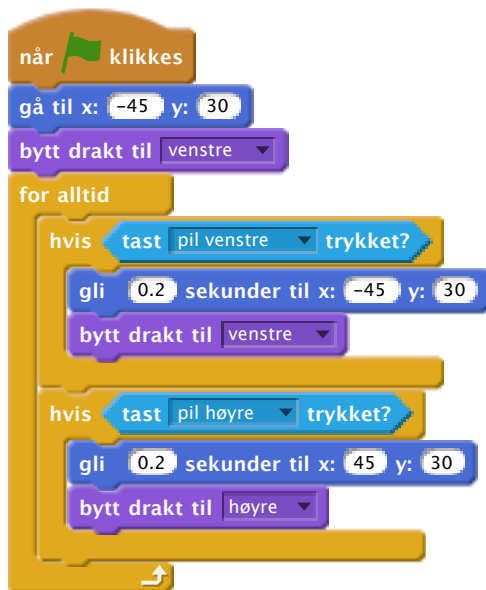 når klikkes
gå til x: -45 y: 30
bytt drakt til venstre
for alltid
hvis tast pil venstre trykket?
gli 0.2 sekunder til x: -45 y: 30
bytt drakt til venstre
hvis tast pil høyre trykket?
gli 0.2 sekunder til x: 45 y: 30
bytt drakt til høyre